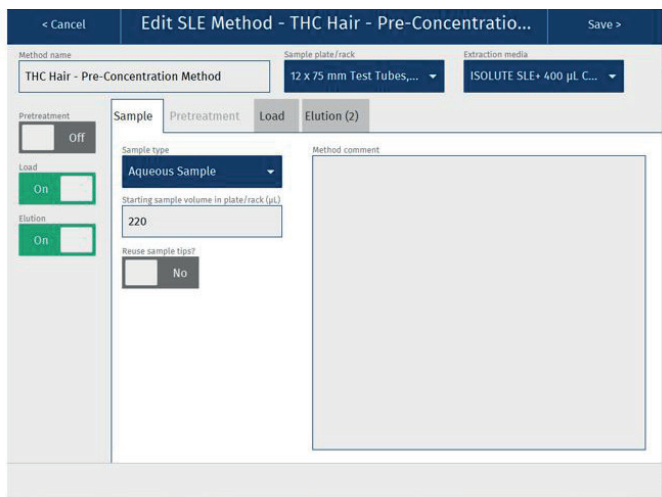 < Cancel
Edit SLE Method - THC Hair - Pre-Concentratio...
Save >
Method name
Sample plate/rack
Extraction media
THC Hair - Pre-Concentration Method
12 x 75 mm Test Tubes,...
ISOLUTE SLE+ 400 µL C...
Pretreatment
Off
Load
On
Elution
On
Sample
Pretreatment
Load
Elution (2)
Sample type
Aqueous Sample
Starting sample volume in plate/rack (µL)
220
Reuse sample tips?
No
Method comment